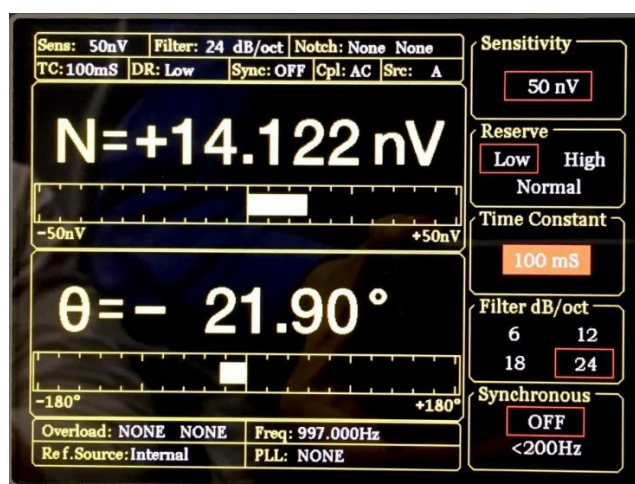 Sens: 50nV Filter: 24 dB/oct Notch: None None
TC:100mS DR: Low Sync: OFF Cpl: AC Src: A
N=+14.122 nV
-50nV +50nV
θ=- 21.90°
-180° +180°
Overload: NONE NONE Freq: 997.000Hz
Ref.Source:Internal PLL: NONE
Sensitivity
50 nV
Reserve
Low High
Normal
Time Constant
100 mS
Filter dB/oct
6 12
18 24
Synchronous
OFF
<200Hz